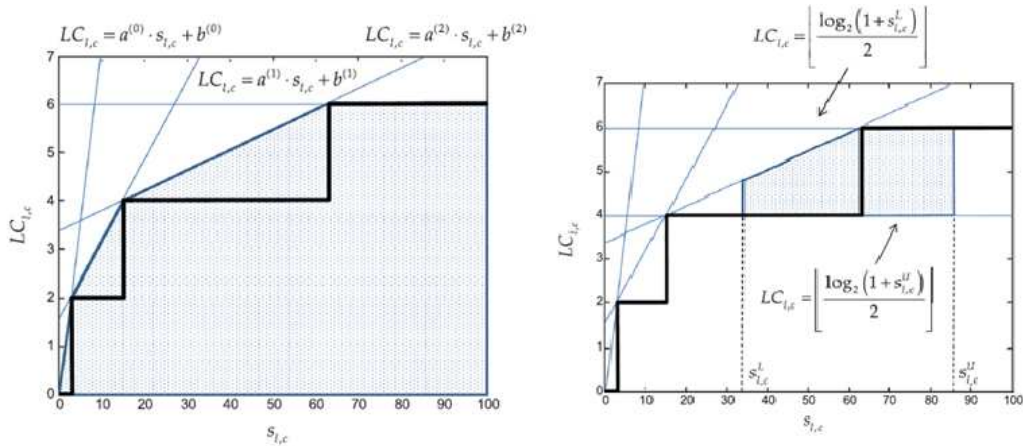 LC_{l,c} = a^{(0)} · s_{l,c} + b^{(0)}
LC_{l,c} = a^{(2)} · s_{l,c} + b^{(2)}
LC_{l,c} = a^{(1)} · s_{l,c} + b^{(1)}
7
6
5
4
3
2
1
0
LC_{l,c}
0 10 20 30 40 50 60 70 80 90 100
s_{l,c}
LC_{l,c} = ⌊log₂(1 + s^L_{l,c}) / 2⌋
7
6
5
4
3
2
1
0
LC_{l,c}
LC_{l,c} = ⌊log₂(1 + s^U_{l,c}) / 2⌋
s^L_{l,c}
s^U_{l,c}
0 10 20 30 40 50 60 70 80 90 100
s_{l,c}